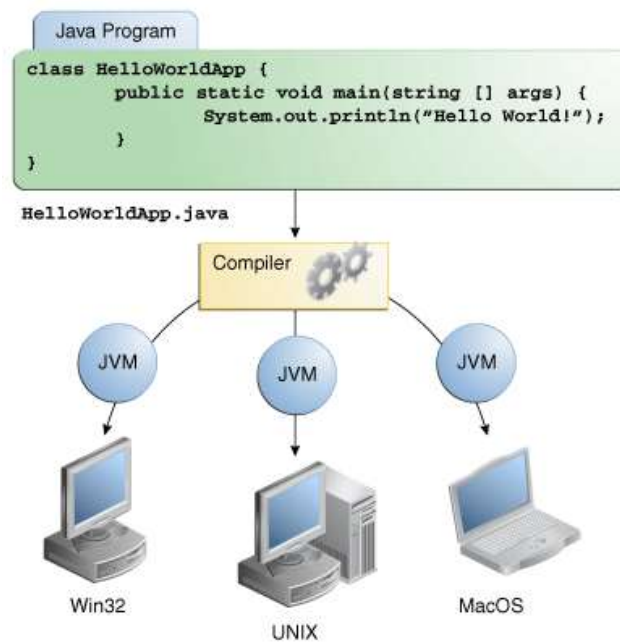 Java Program
class HelloWorldApp {
public static void main(string [] args) {
System.out.println(”Hello World!”);
}
}
HelloWorldApp.java
Compiler
JVM
JVM
JVM
Win32
UNIX
MacOS